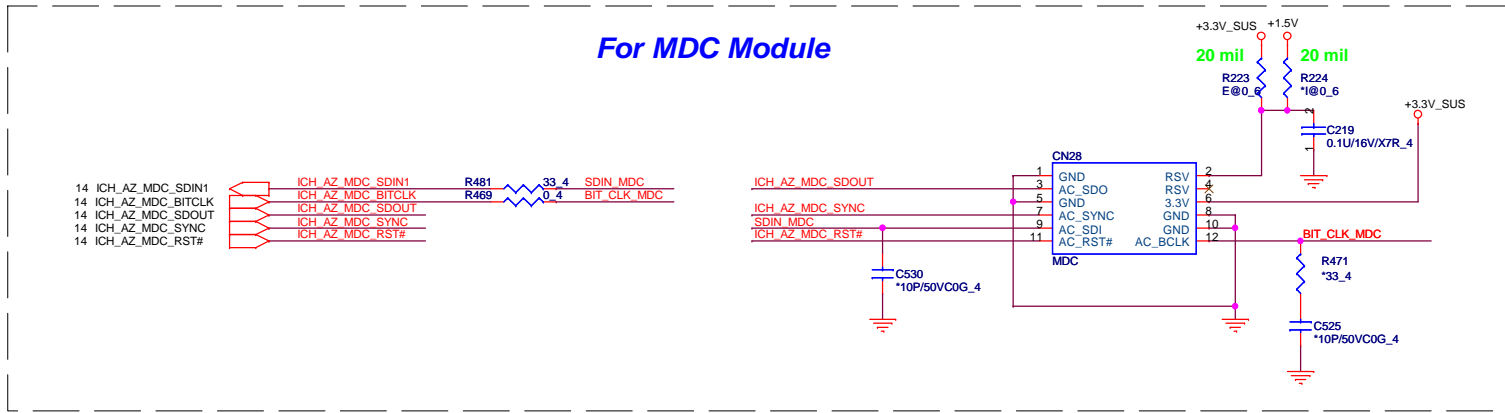 For MDC Module
+3.3V_SUS
+1.5V
20 mil
20 mil
R223
E@0_6
R224
*I@0_6
+3.3V_SUS
2
C219
0.1U/16V/X7R_4
1
CN28
14 ICH_AZ_MDC_SDIN1
ICH_AZ_MDC_SDIN1
R481
33_4
SDIN_MDC
14 ICH_AZ_MDC_BITCLK
ICH_AZ_MDC_BITCLK
R469
0_4
BIT_CLK_MDC
14 ICH_AZ_MDC_SDOUT
ICH_AZ_MDC_SDOUT
14 ICH_AZ_MDC_SYNC
ICH_AZ_MDC_SYNC
14 ICH_AZ_MDC_RST#
ICH_AZ_MDC_RST#
1 GND RSV 2
ICH_AZ_MDC_SDOUT
3 AC_SDO RSV 4
5 GND 3.3V 6
ICH_AZ_MDC_SYNC
7 AC_SYNC GND 8
SDIN_MDC
9 AC_SDI GND 10
ICH_AZ_MDC_RST#
11 AC_RST# AC_BCLK 12
BIT_CLK_MDC
MDC
C530
*10P/50VC0G_4
R471
*33_4
C525
*10P/50VC0G_4